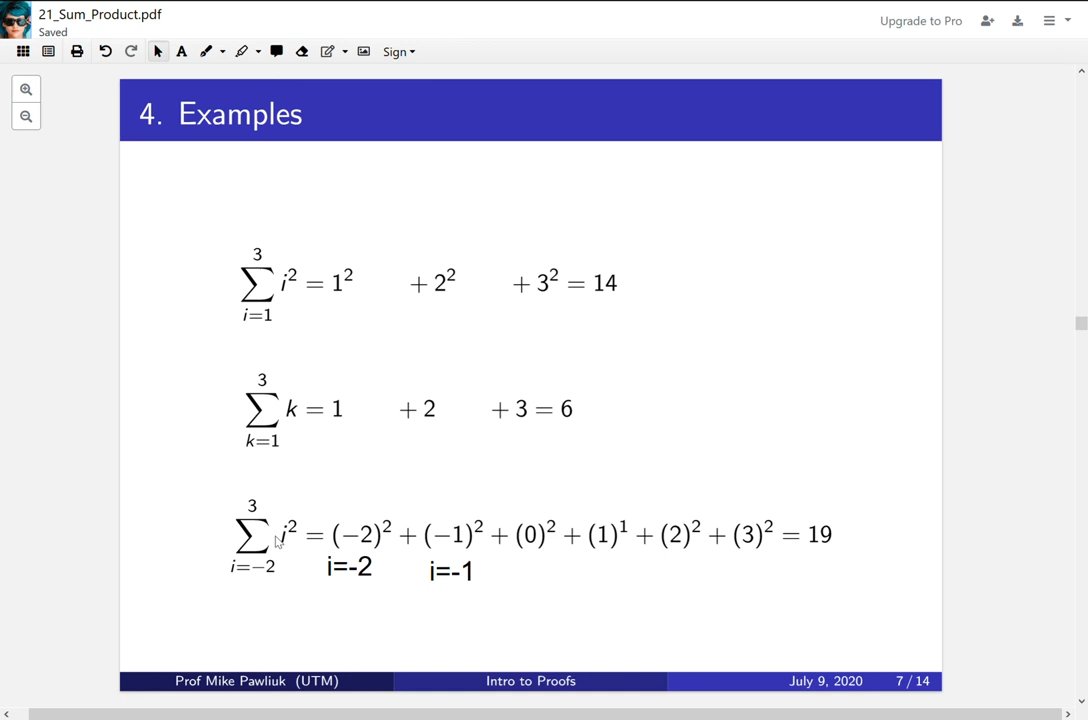 21_Sum_Product.pdf
Saved
Upgrade to Pro
A
Sign
4. Examples
3
∑ i² = 1² + 2² + 3² = 14
i=1
3
∑ k = 1 + 2 + 3 = 6
k=1
3
∑ i² = (−2)² + (−1)² + (0)² + (1)¹ + (2)² + (3)² = 19
i=−2
i=-2 i=-1
Prof Mike Pawliuk (UTM) Intro to Proofs July 9, 2020 7 / 14